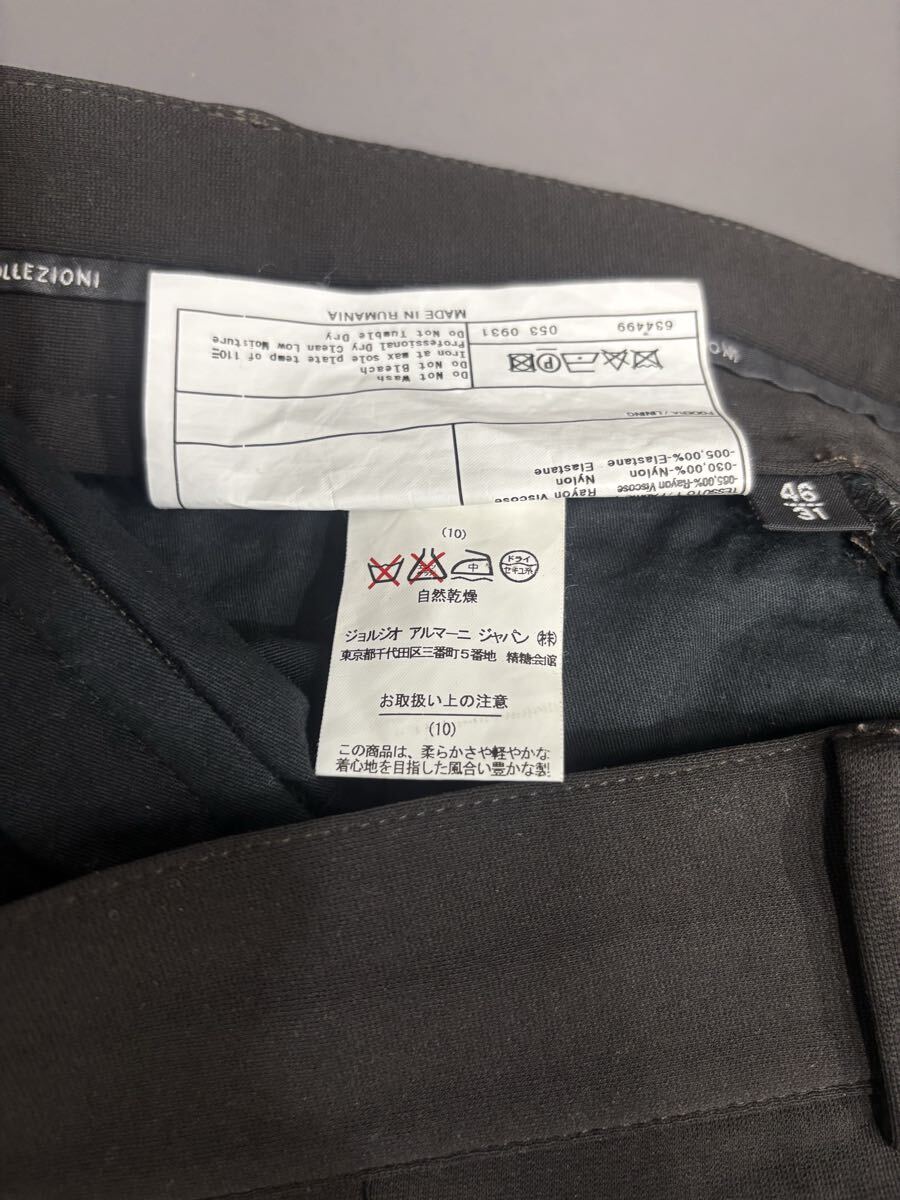 OLLEZIONI
MADE IN RUMANIA
634499 053 0931
Do Not Wash
Do Not Bleach
Iron at max sole plate temp of 110
Professional Dry Clean Low Moisture
Do Not Tumble Dry
P
FODERA/LINING
Rayon Viscose
Nylon
Elastane
-065,00%-Rayon Viscose
-030,00%-Nylon
-005,00%-Elastane
46
31
(10)
中
ドライ
セキユ系
自然乾燥
ジョルジオ アルマーニ ジャパン ㈱
東京都千代田区三番町5番地 精糖会館
お取扱い上の注意
(10)
この商品は、柔らかさや軽やかな
着心地を目指した風合い豊かな製